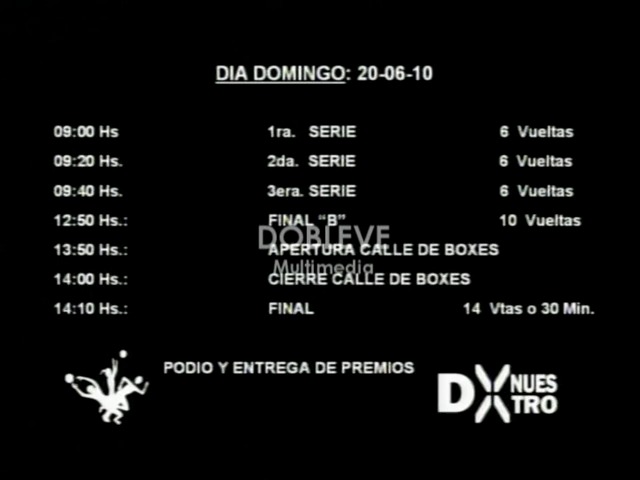 DIA DOMINGO: 20-06-10
09:00 Hs 1ra. SERIE 6 Vueltas
09:20 Hs. 2da. SERIE 6 Vueltas
09:40 Hs. 3era. SERIE 6 Vueltas
12:50 Hs.: FINAL “B” 10 Vueltas
DOBLEVE
13:50 Hs.: APERTURA CALLE DE BOXES
Multimedia
14:00 Hs.: CIERRE CALLE DE BOXES
14:10 Hs.: FINAL 14 Vtas o 30 Min.
PODIO Y ENTREGA DE PREMIOS
DX NUESTRO